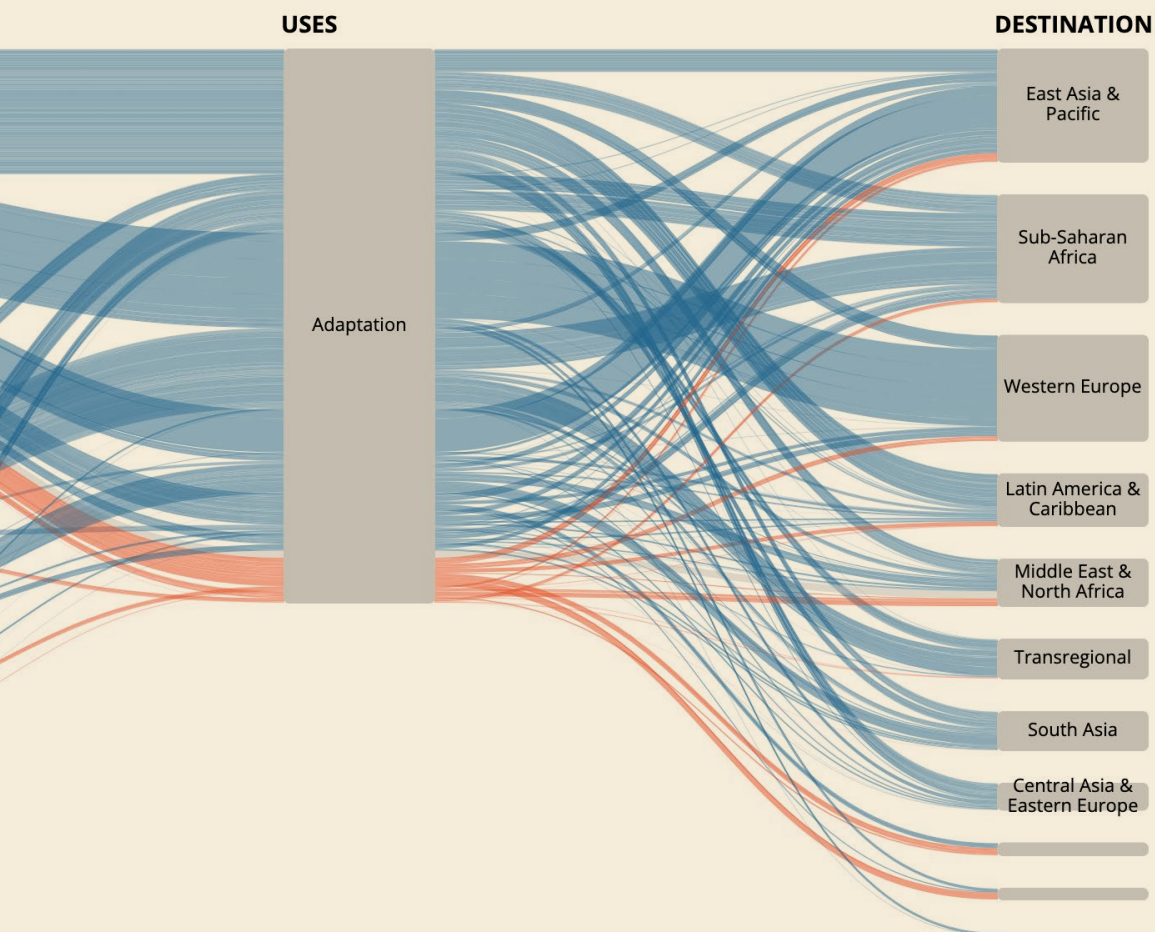 USES
DESTINATION
Adaptation
East Asia &
Pacific
Sub-Saharan
Africa
Western Europe
Latin America &
Caribbean
Middle East &
North Africa
Transregional
South Asia
Central Asia &
Eastern Europe